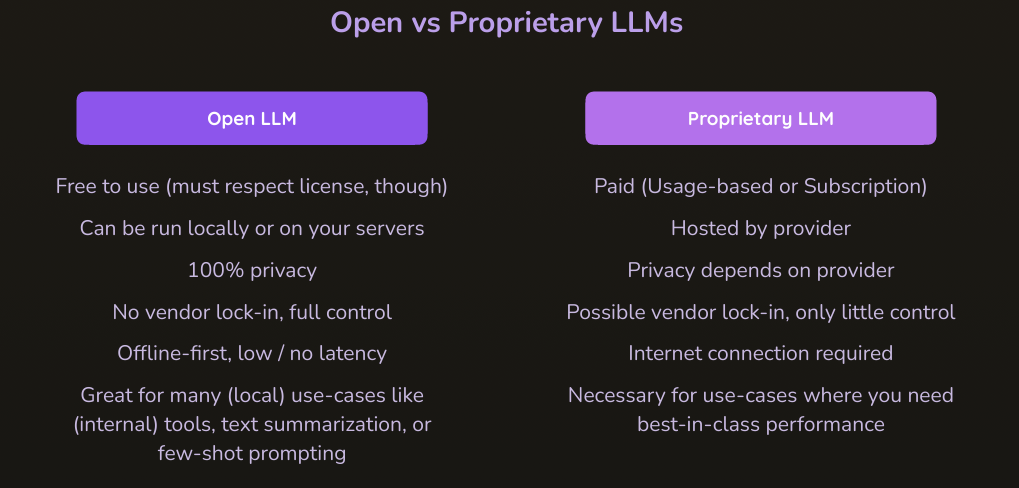 Open vs Proprietary LLMs
Open LLM
Free to use (must respect license, though)
Can be run locally or on your servers
100% privacy
No vendor lock-in, full control
Offline-first, low / no latency
Great for many (local) use-cases like
(internal) tools, text summarization, or
few-shot prompting
Proprietary LLM
Paid (Usage-based or Subscription)
Hosted by provider
Privacy depends on provider
Possible vendor lock-in, only little control
Internet connection required
Necessary for use-cases where you need
best-in-class performance